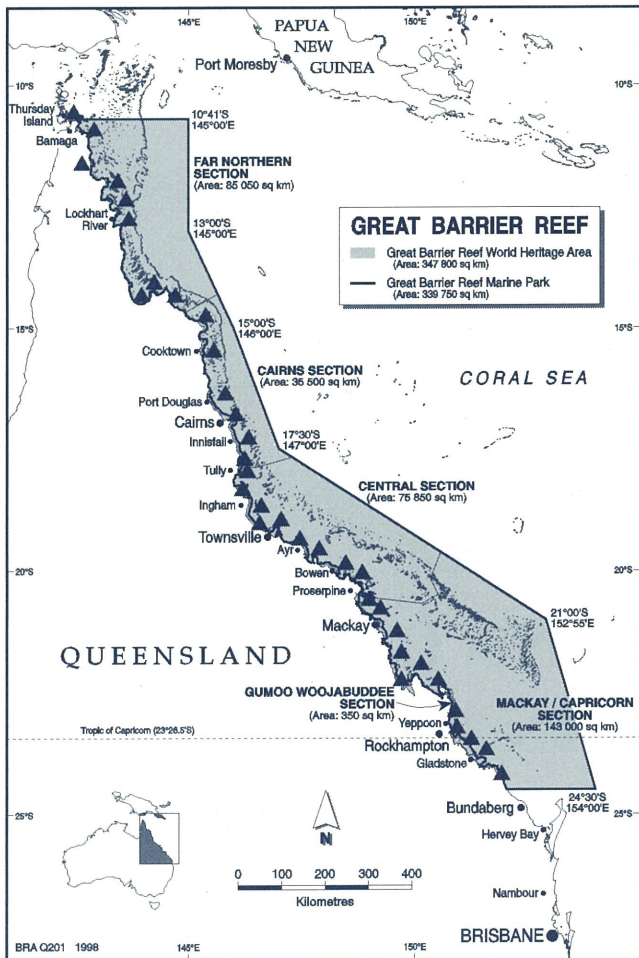 145°E
150°E
PAPUA
NEW
GUINEA
Port Moresby
10°S
Thursday
Island
Bamaga
10°41'S
145°00'E
FAR NORTHERN
SECTION
(Area: 85 050 sq km)
Lockhart
River
13°00'S
145°00'E
GREAT BARRIER REEF
Great Barrier Reef World Heritage Area
(Area: 347 800 sq km)
Great Barrier Reef Marine Park
(Area: 339 750 sq km)
15°S
15°00'S
146°00'E
15°S
Cooktown
CAIRNS SECTION
(Area: 35 500 sq km)
CORAL SEA
Port Douglas
Cairns
Innisfail
17°30'S
147°00'E
Tully
CENTRAL SECTION
(Area: 75 850 sq km)
Ingham
Townsville
Ayr
20°S
Bowen
20°S
Proserpine
21°00'S
152°55'E
Mackay
QUEENSLAND
GUMOO WOOJABUDDEE
SECTION
(Area: 350 sq km)
MACKAY / CAPRICORN
SECTION
(Area: 143 000 sq km)
Yeppoon
Tropic of Capricorn (23°26.5'S)
Rockhampton
Gladstone
24°30'S
154°00'E
25°S
Bundaberg
25°S
Hervey Bay
N
0 100 200 300 400
Kilometres
Nambour
BRISBANE
BRA Q201 1998
145°E
150°E